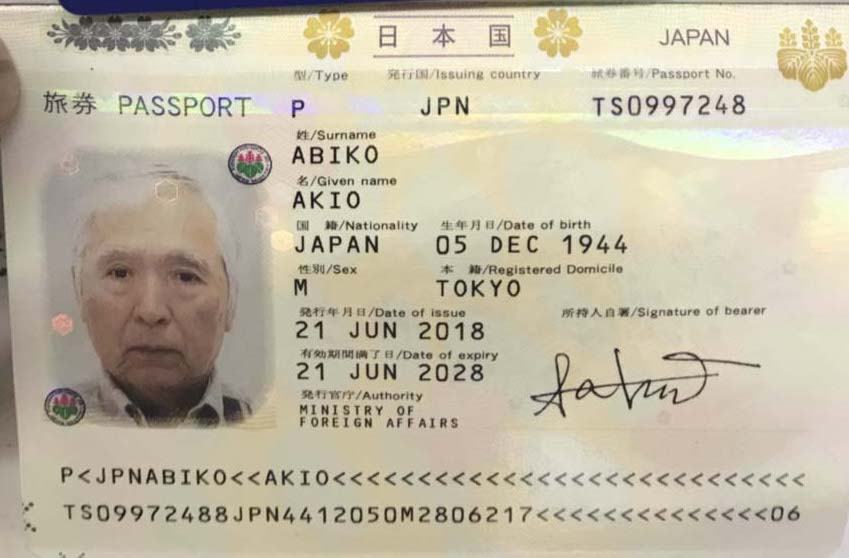 日本国
JAPAN
型/Type 発行国/Issuing country 旅券番号/Passport No.
旅券 PASSPORT P JPN TS0997248
姓/Surname
ABIKO
名/Given name
AKIO
国 籍/Nationality 生年月日/Date of birth
JAPAN 05 DEC 1944
性別/Sex 本 籍/Registered Domicile
M TOKYO
発行年月日/Date of issue 所持人自署/Signature of bearer
21 JUN 2018
有効期間満了日/Date of expiry
21 JUN 2028
発行官庁/Authority
MINISTRY OF
FOREIGN AFFAIRS
P<JPNABIKO<<AKIO<<<<<<<<<<<<<<<<<<<<<<<<<<<<
TS09972488JPN4412050M2806217<<<<<<<<<<<<<<06